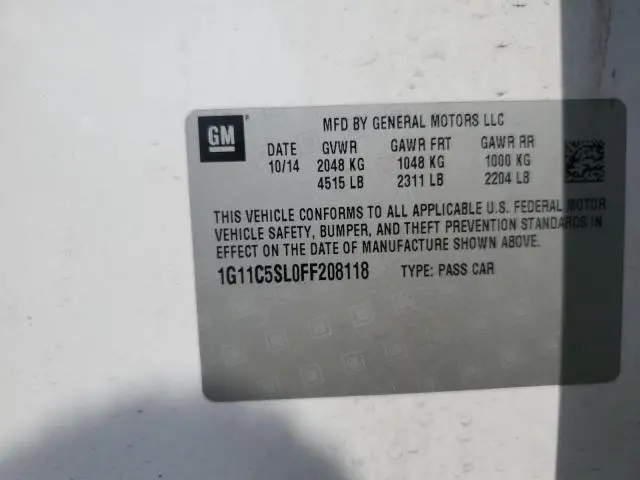 GM
MFD BY GENERAL MOTORS LLC
DATE GVWR GAWR FRT GAWR RR
10/14 2048 KG 1048 KG 1000 KG
4515 LB 2311 LB 2204 LB
THIS VEHICLE CONFORMS TO ALL APPLICABLE U.S. FEDERAL MOTOR
VEHICLE SAFETY, BUMPER, AND THEFT PREVENTION STANDARDS IN
EFFECT ON THE DATE OF MANUFACTURE SHOWN ABOVE.
1G11C5SL0FF208118 TYPE: PASS CAR